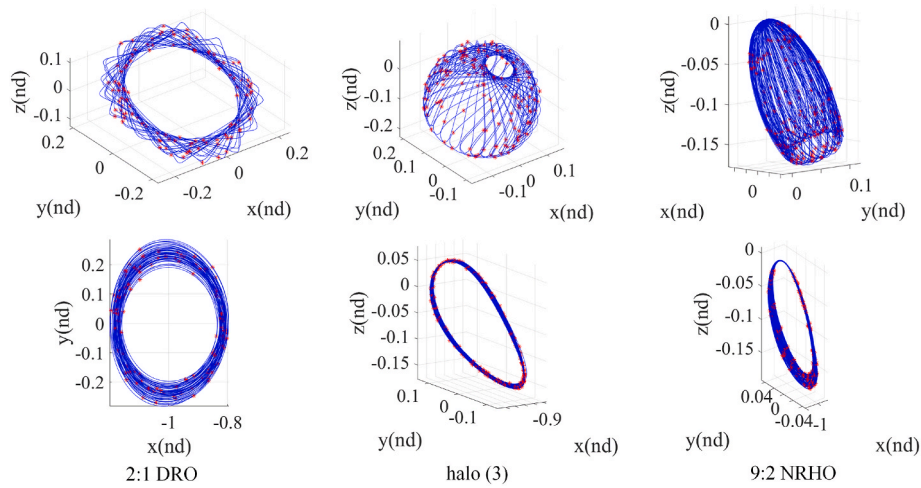 0.1
0
-0.1
z(nd)
0.2
0
-0.2
y(nd)
-0.2
0
0.2
x(nd)
0
-0.1
-0.2
z(nd)
0.1
0
-0.1
y(nd)
-0.1
0
0.1
x(nd)
0
-0.05
-0.1
-0.15
z(nd)
0
x(nd)
0
0.1
y(nd)
0.2
0.1
0
-0.1
-0.2
y(nd)
-1
-0.8
x(nd)
2:1 DRO
0.05
0
-0.05
-0.1
-0.15
z(nd)
0.1
0
-0.1
y(nd)
-0.9
x(nd)
halo (3)
0
-0.05
-0.1
-0.15
z(nd)
0.04
0
-0.04
y(nd)
-1
x(nd)
9:2 NRHO